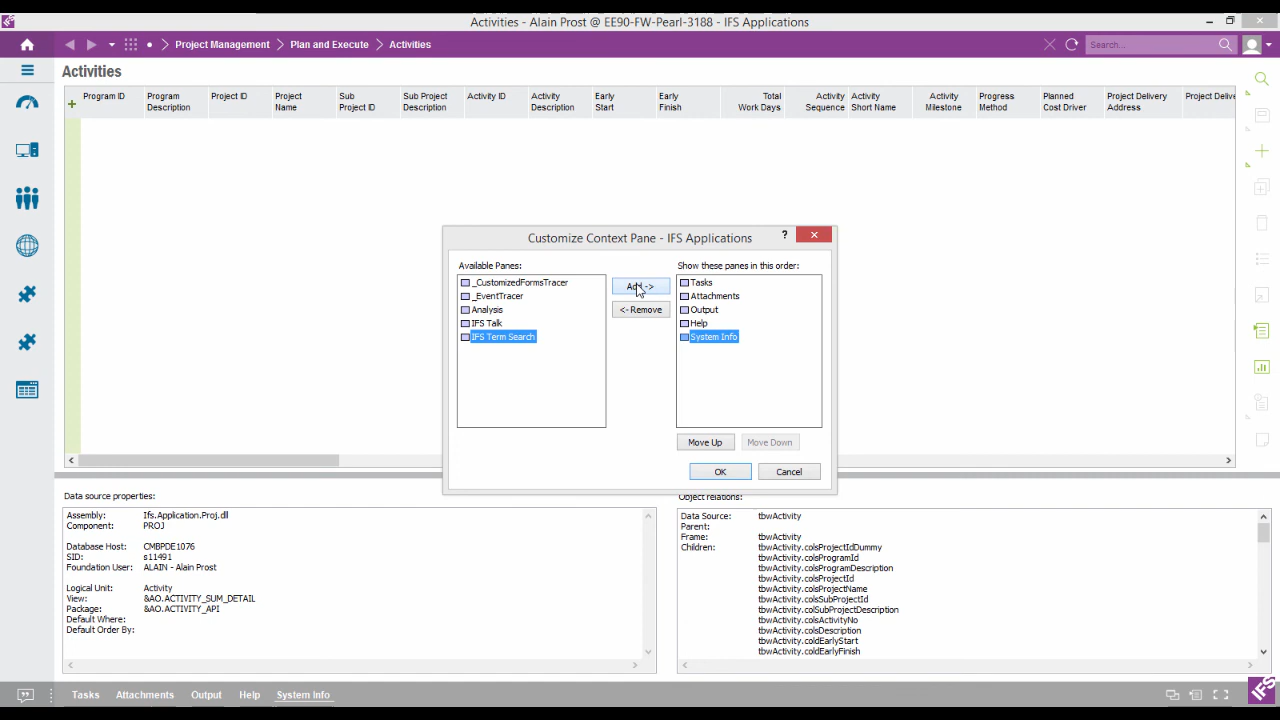 Activities - Alain Prost @ EE90-FW-Pearl-3188 - IFS Applications
Project Management > Plan and Execute > Activities
Search...
Activities
Program ID
Program Description
Project ID
Project Name
Sub Project ID
Sub Project Description
Activity ID
Activity Description
Early Start
Early Finish
Total Work Days
Activity Sequence
Activity Short Name
Activity Milestone
Progress Method
Planned Cost Driver
Project Delivery Address
Project Delive
Customize Context Pane - IFS Applications
?
Available Panes:
_CustomizedFormsTracer
_EventTracer
Analysis
IFS Talk
IFS Term Search
Add ->
<- Remove
Show these panes in this order:
Tasks
Attachments
Output
Help
System Info
Move Up
Move Down
OK
Cancel
Data source properties:
Assembly: Ifs.Application.Proj.dll
Component: PROJ
Database Host: CMBPDE1076
SID: s11491
Foundation User: ALAIN - Alain Prost
Logical Unit: Activity
View: &AO.ACTIVITY_SUM_DETAIL
Package: &AO.ACTIVITY_API
Default Where:
Default Order By:
Object relations:
Data Source: tbwActivity
Parent:
Frame: tbwActivity
Children: tbwActivity.colsProjectIdDummy
tbwActivity.colsProgramId
tbwActivity.colsProgramDescription
tbwActivity.colsProjectId
tbwActivity.colsProjectName
tbwActivity.colsSubProjectId
tbwActivity.colSubProjectDescription
tbwActivity.colsActivityNo
tbwActivity.colsDescription
tbwActivity.coldEarlyStart
tbwActivity.coldEarlyFinish
Tasks
Attachments
Output
Help
System Info
IFS